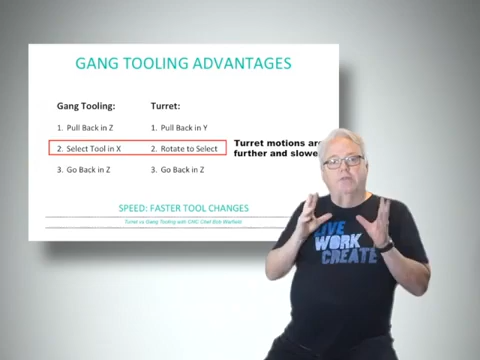 GANG TOOLING ADVANTAGES
Gang Tooling: Turret:
1. Pull Back in Z 1. Pull Back in Y
2. Select Tool in X 2. Rotate to Select
3. Go Back in Z 3. Go Back in Z
Turret motions are
further and slower
SPEED: FASTER TOOL CHANGES
Turret vs Gang Tooling with CNC Chef Bob Warfield
LIVE
WORK
CREATE